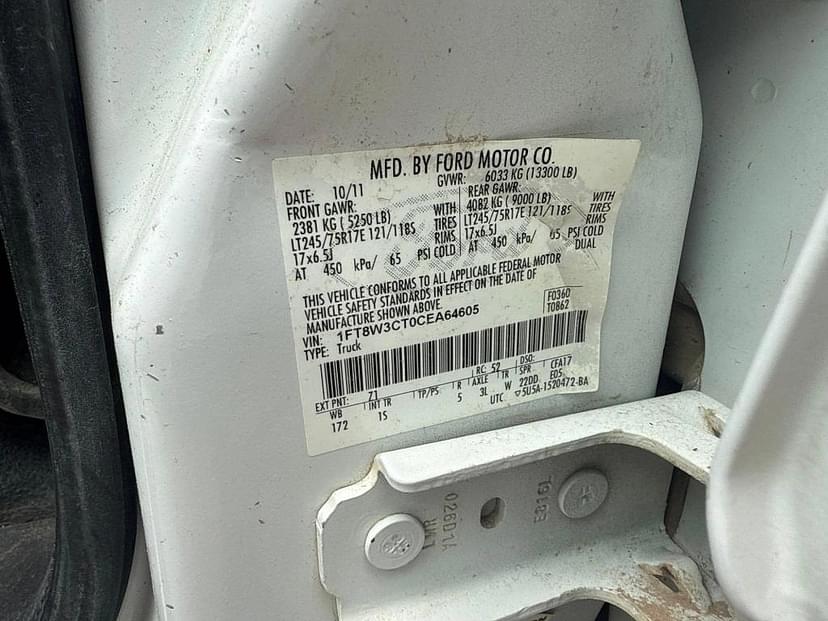 MFD. BY FORD MOTOR CO.
DATE: 10/11 GVWR: 6033 KG (13300 LB)
FRONT GAWR: REAR GAWR:
2381 KG ( 5250 LB) WITH 4082 KG ( 9000 LB) WITH
LT245/75R17E 121/118S TIRES LT245/75R17E 121/118S TIRES
17x6.5J RIMS 17x6.5J RIMS
AT 450 kPa/ 65 PSI COLD AT 450 kPa/ 65 PSI COLD
DUAL
THIS VEHICLE CONFORMS TO ALL APPLICABLE FEDERAL MOTOR
VEHICLE SAFETY STANDARDS IN EFFECT ON THE DATE OF
MANUFACTURE SHOWN ABOVE.
VIN: 1FT8W3CT0CEA64605
TYPE: Truck
F0360
T0862
EXT PNT: Z1 RC: 52 DSO:
WB INT TR TP/PS R AXLE TR SPR CFA17
172 1S 5 3L W 22DD E05
UTC ▽5U5A-1520472-BA
026D1A
E816L